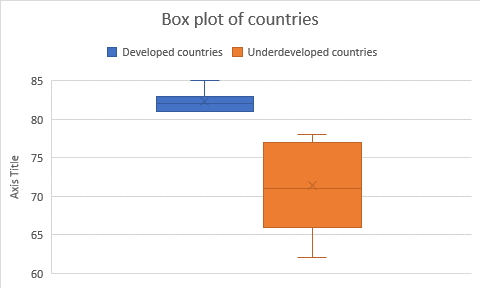 Box plot of countries
Developed countries Underdeveloped countries
85
80
75
70
65
60
Axis Title